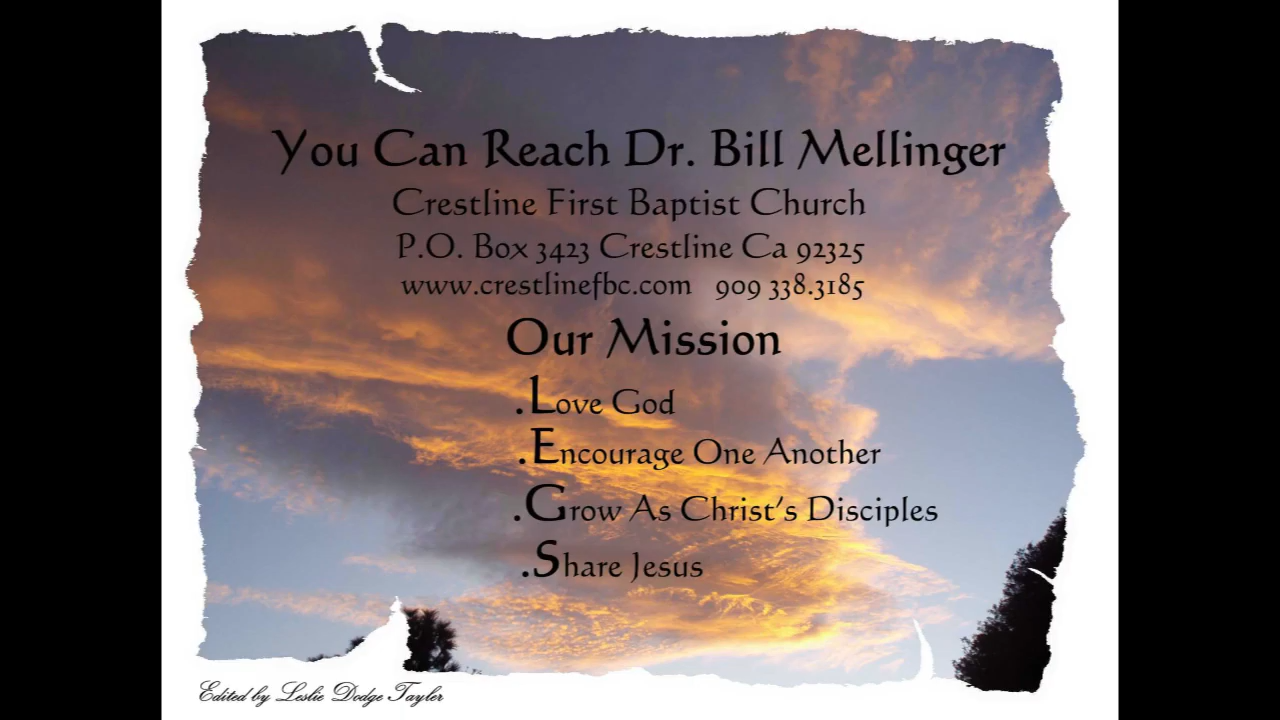 You Can Reach Dr. Bill Mellinger
Crestline First Baptist Church
P.O. Box 3423 Crestline Ca 92325
www.crestlinefbc.com 909 338.3185
Our Mission
.Love God
.Encourage One Another
.Grow As Christ's Disciples
.Share Jesus
Edited by Leslie Dodge Taylor